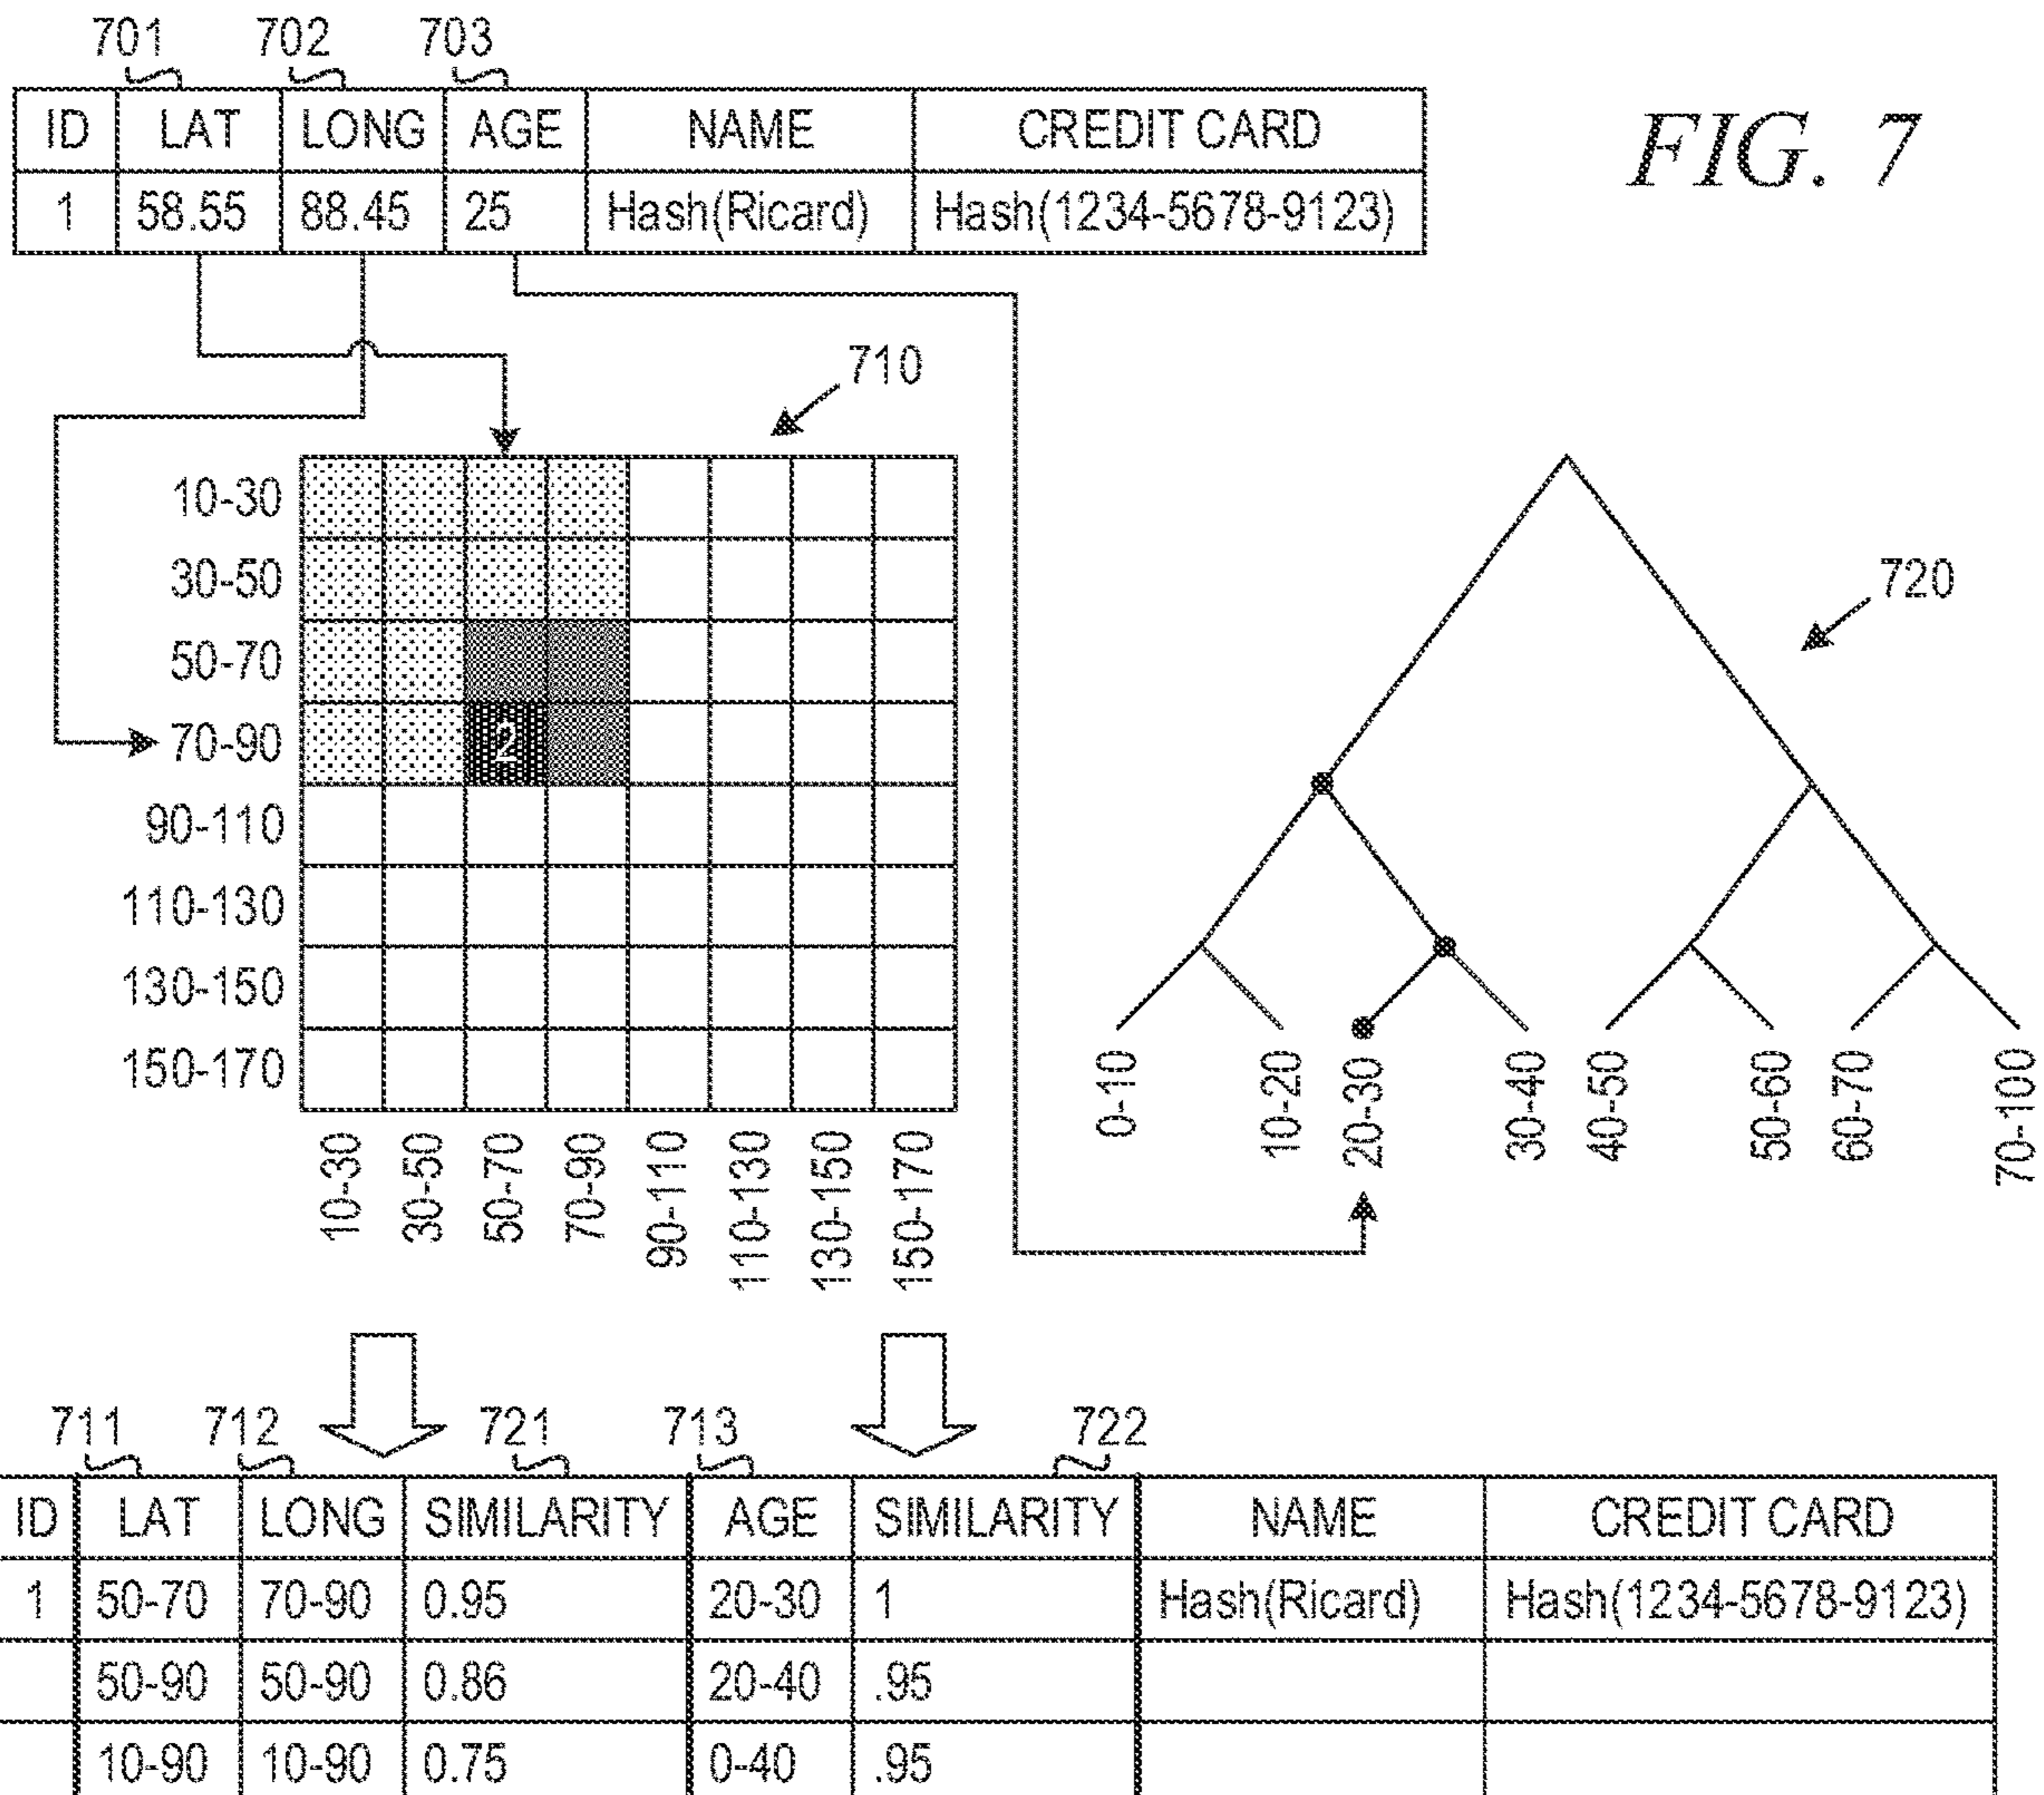 701 702 703
ID LAT LONG AGE NAME CREDIT CARD
1 58.55 88.45 25 Hash(Ricard) Hash(1234-5678-9123)
FIG. 7
710
10-30
30-50
50-70
70-90
2
90-110
110-130
130-150
150-170
10-30 30-50 50-70 70-90 90-110 110-130 130-150 150-170
720
0-10 10-20 20-30 30-40 40-50 50-60 60-70 70-100
711 712 721 713 722
ID LAT LONG SIMILARITY AGE SIMILARITY NAME CREDIT CARD
1 50-70 70-90 0.95 20-30 1 Hash(Ricard) Hash(1234-5678-9123)
50-90 50-90 0.86 20-40 .95
10-90 10-90 0.75 0-40 .95